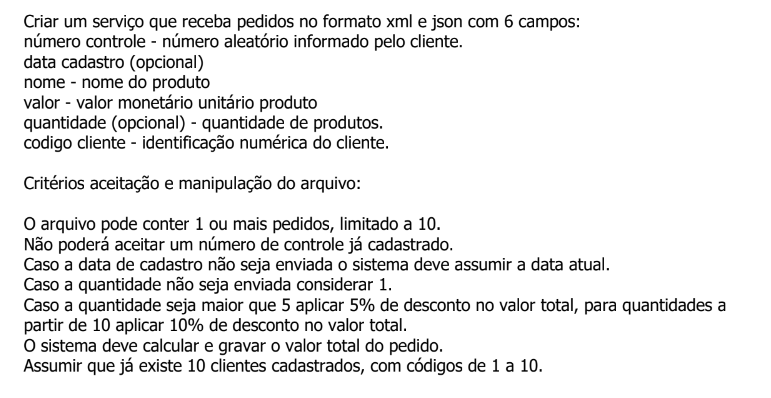 Criar um serviço que receba pedidos no formato xml e json com 6 campos:
número controle - número aleatório informado pelo cliente.
data cadastro (opcional)
nome - nome do produto
valor - valor monetário unitário produto
quantidade (opcional) - quantidade de produtos.
codigo cliente - identificação numérica do cliente.
Critérios aceitação e manipulação do arquivo:
O arquivo pode conter 1 ou mais pedidos, limitado a 10.
Não poderá aceitar um número de controle já cadastrado.
Caso a data de cadastro não seja enviada o sistema deve assumir a data atual.
Caso a quantidade não seja enviada considerar 1.
Caso a quantidade seja maior que 5 aplicar 5% de desconto no valor total, para quantidades a
partir de 10 aplicar 10% de desconto no valor total.
O sistema deve calcular e gravar o valor total do pedido.
Assumir que já existe 10 clientes cadastrados, com códigos de 1 a 10.